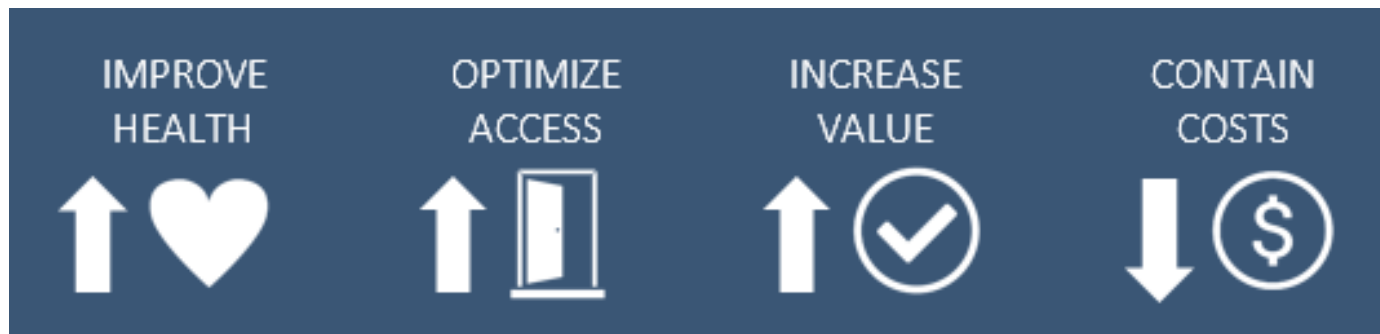 IMPROVE
HEALTH
OPTIMIZE
ACCESS
INCREASE
VALUE
CONTAIN
COSTS
$